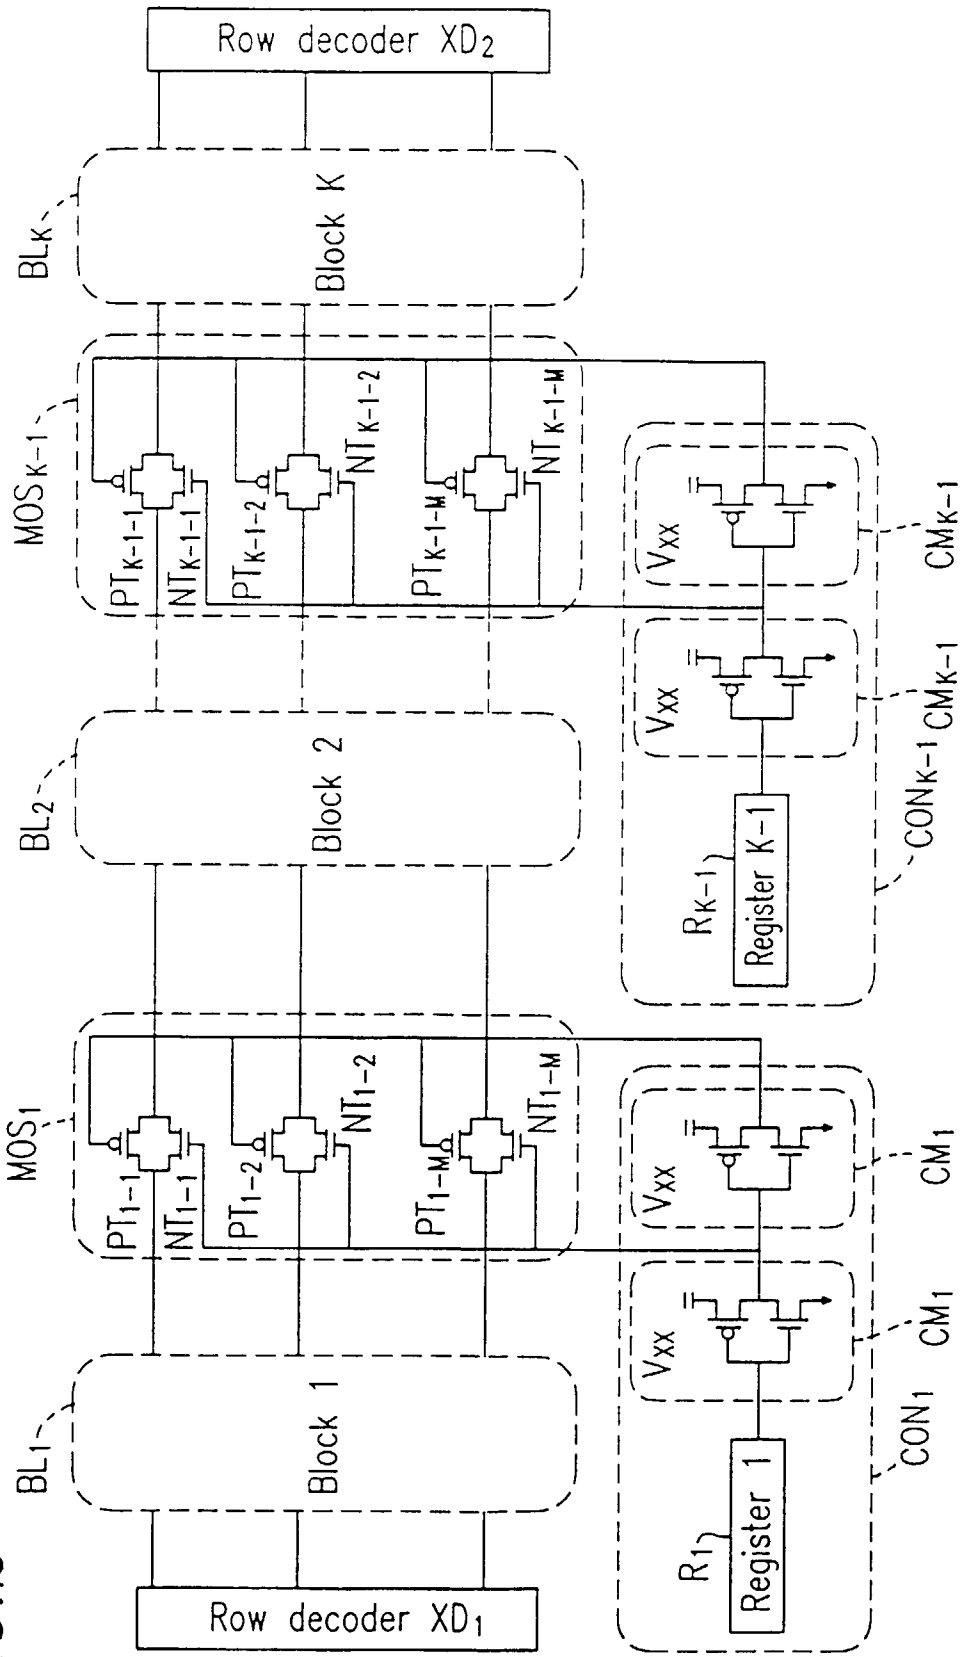 Row decoder XD2
BLK
Block K
MOSK-1
PTK-1-1
NTK-1-1
PTK-1-2
NTK-1-2
PTK-1-M
NTK-1-M
VXX
CMK-1
VXX
CMK-1
RK-1
Register K-1
CONK-1
BL2
Block 2
MOS1
PT1-1
NT1-1
PT1-2
NT1-2
PT1-M
NT1-M
VXX
CM1
VXX
CM1
R1
Register 1
CON1
BL1
Block 1
Row decoder XD1